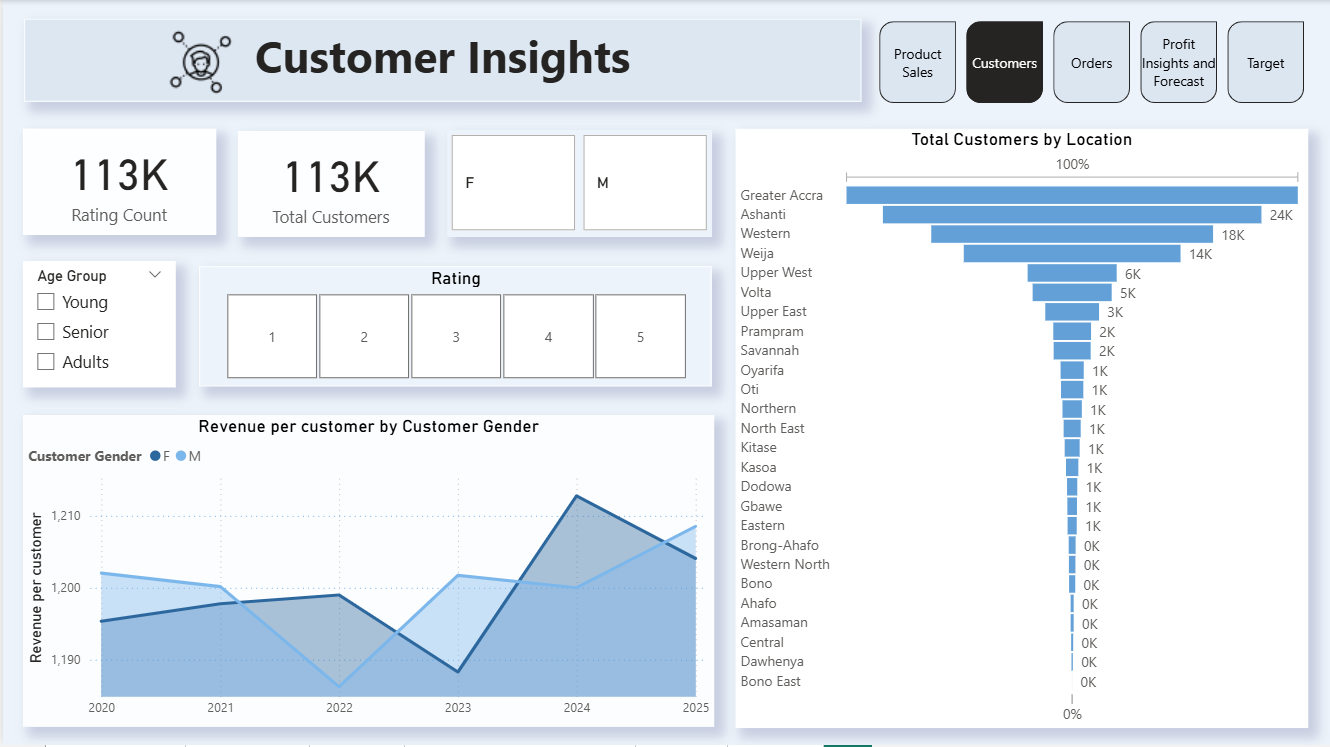 Customer Insights
Product Sales
Customers
Orders
Profit Insights and Forecast
Target
113K
Rating Count
113K
Total Customers
F
M
Age Group
Young
Senior
Adults
Rating
1 2 3 4 5
Revenue per customer by Customer Gender
Customer Gender F M
Revenue per customer
1,210
1,200
1,190
2020 2021 2022 2023 2024 2025
Total Customers by Location
100%
Greater Accra
Ashanti 24K
Western 18K
Weija 14K
Upper West 6K
Volta 5K
Upper East 3K
Prampram 2K
Savannah 2K
Oyarifa 1K
Oti 1K
Northern 1K
North East 1K
Kitase 1K
Kasoa 1K
Dodowa 1K
Gbawe 1K
Eastern 1K
Brong-Ahafo 0K
Western North 0K
Bono 0K
Ahafo 0K
Amasaman 0K
Central 0K
Dawhenya 0K
Bono East 0K
0%